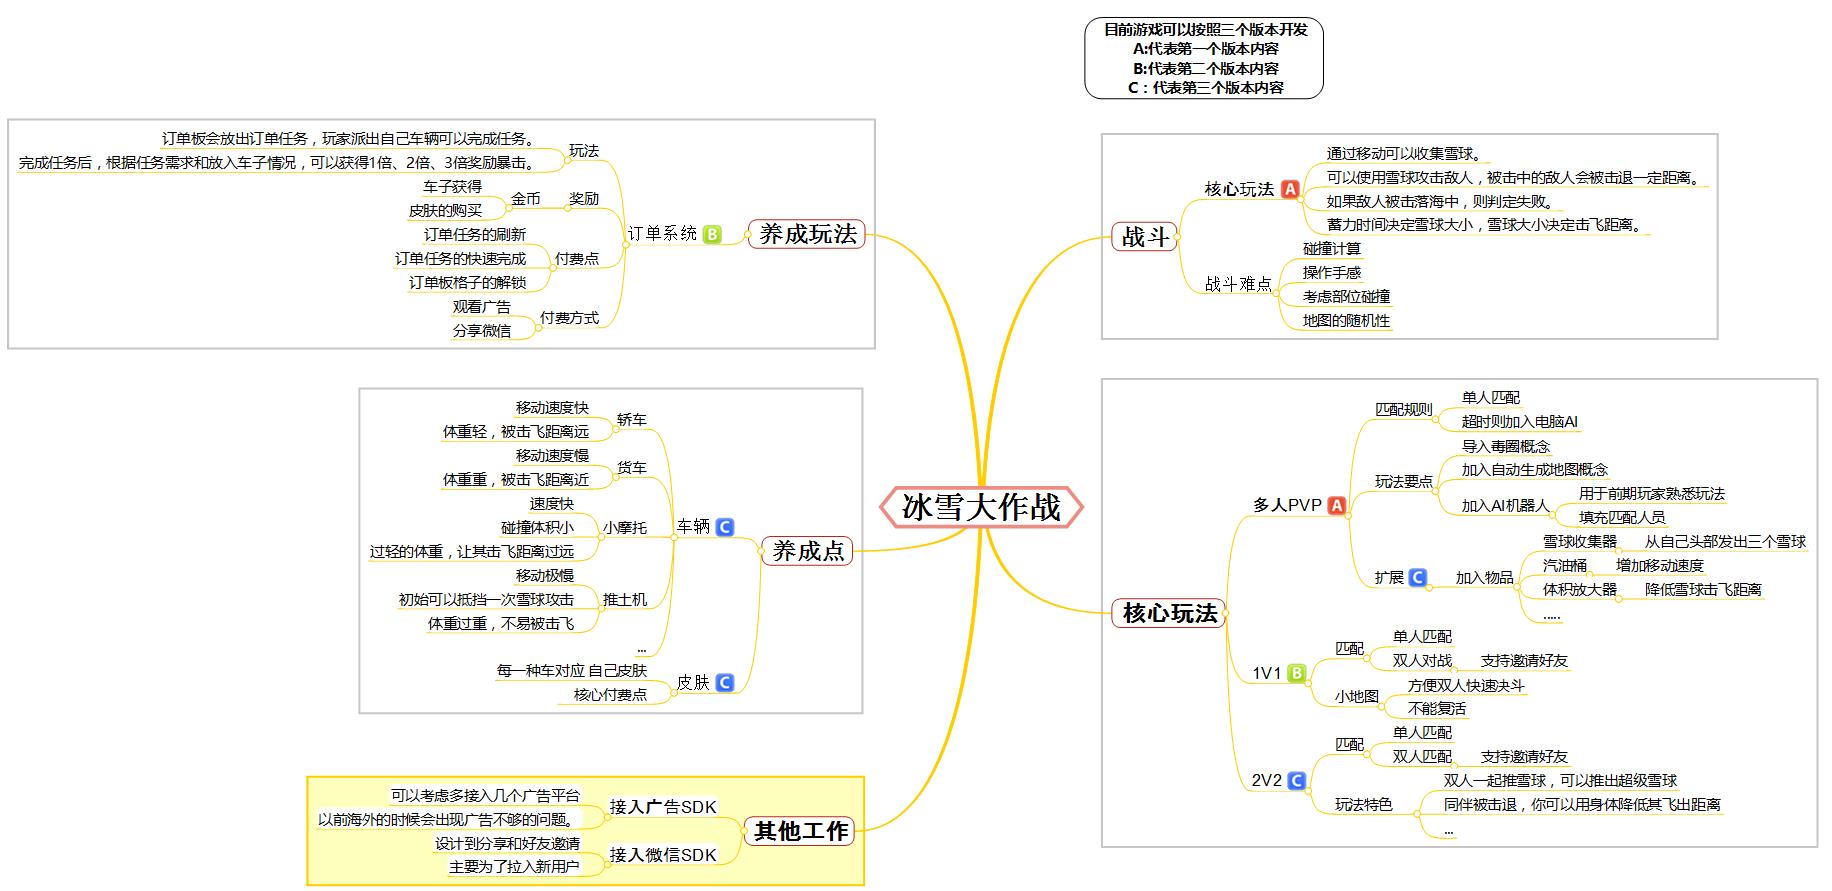 目前游戏可以按照三个版本开发
A:代表第一个版本内容
B:代表第二个版本内容
C：代表第三个版本内容
冰雪大作战
战斗
核心玩法 A
通过移动可以收集雪球。
可以使用雪球攻击敌人，被击中的敌人会被击退一定距离。
如果敌人被击落海中，则判定失败。
蓄力时间决定雪球大小，雪球大小决定击飞距离。
战斗难点
碰撞计算
操作手感
考虑部位碰撞
地图的随机性
核心玩法
多人PVP A
匹配规则
单人匹配
超时则加入电脑AI
玩法要点
导入毒圈概念
加入自动生成地图概念
加入AI机器人
用于前期玩家熟悉玩法
填充匹配人员
扩展 C
加入物品
雪球收集器
从自己头部发出三个雪球
汽油桶
增加移动速度
体积放大器
降低雪球击飞距离
.....
1V1 B
匹配
单人匹配
双人对战
支持邀请好友
小地图
方便双人快速决斗
不能复活
2V2 C
匹配
单人匹配
双人匹配
支持邀请好友
玩法特色
双人一起推雪球，可以推出超级雪球
同伴被击退，你可以用身体降低其飞出距离
...
养成玩法
订单系统 B
玩法
订单板会放出订单任务，玩家派出自己车辆可以完成任务。
完成任务后，根据任务需求和放入车子情况，可以获得1倍、2倍、3倍奖励暴击。
奖励
金币
车子获得
皮肤的购买
付费点
订单任务的刷新
订单任务的快速完成
订单板格子的解锁
付费方式
观看广告
分享微信
养成点
车辆 C
轿车
移动速度快
体重轻，被击飞距离远
货车
移动速度慢
体重重，被击飞距离近
小摩托
速度快
碰撞体积小
过轻的体重，让其击飞距离过远
推土机
移动极慢
初始可以抵挡一次雪球攻击
体重过重，不易被击飞
...
皮肤 C
每一种车对应 自己皮肤
核心付费点
其他工作
接入广告SDK
可以考虑多接入几个广告平台
以前海外的时候会出现广告不够的问题。
接入微信SDK
设计到分享和好友邀请
主要为了拉入新用户